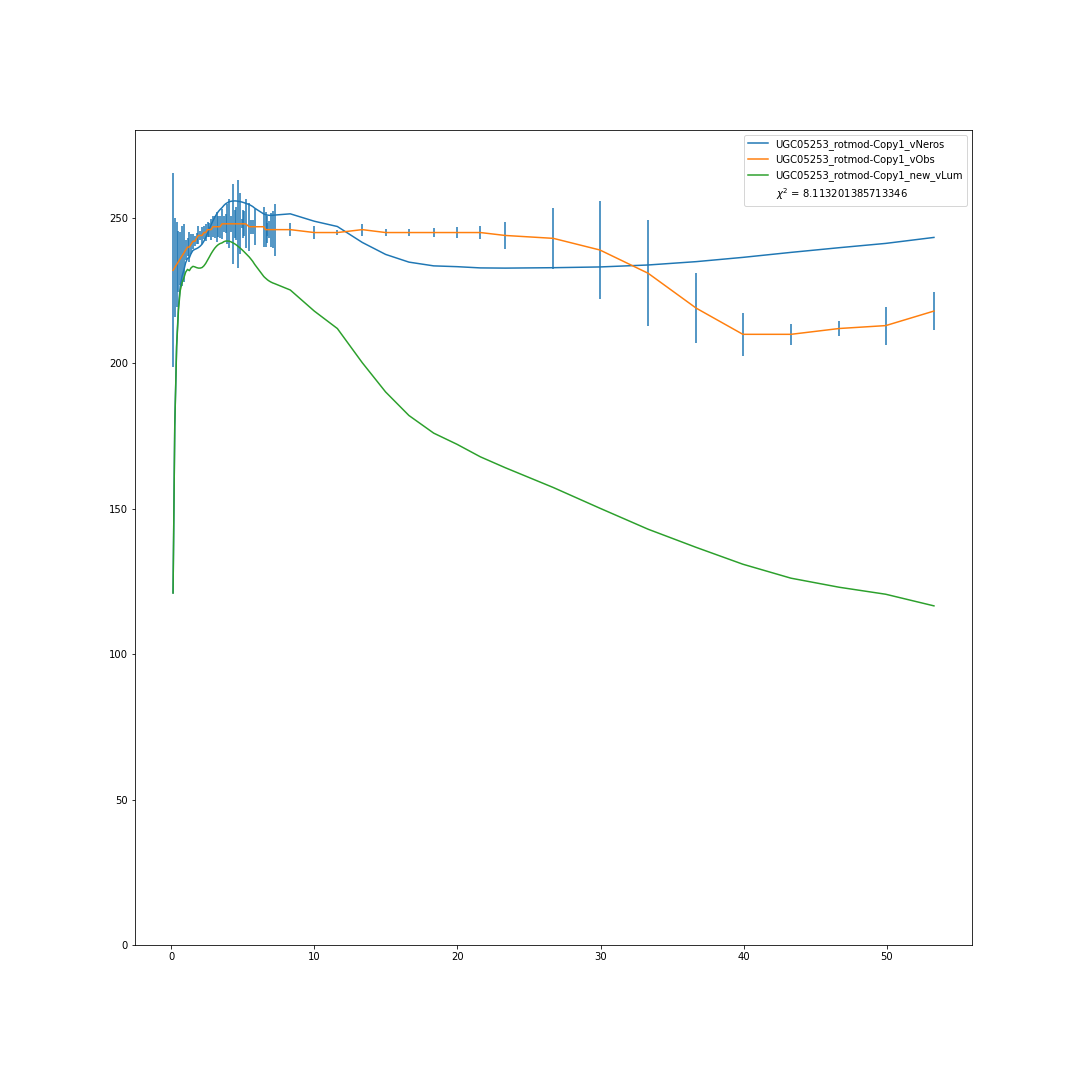 UGC05253_rotmod-Copy1_vNeros
UGC05253_rotmod-Copy1_vObs
UGC05253_rotmod-Copy1_new_vLum
χ² = 8.113201385713346
250
200
150
100
50
0
0 10 20 30 40 50